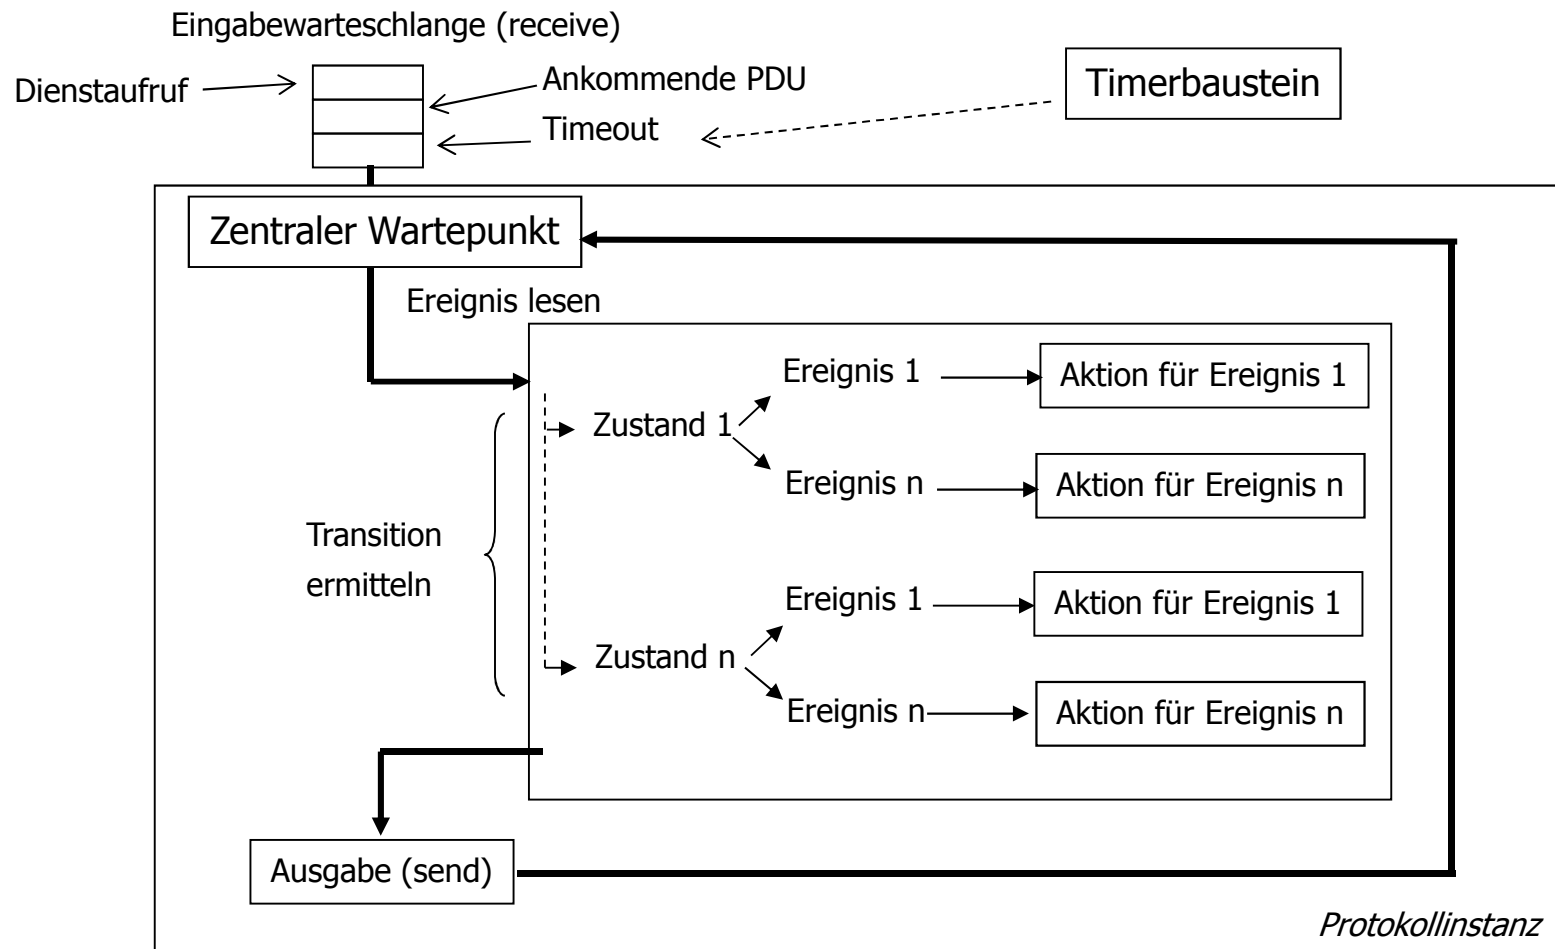 Eingabewarteschlange (receive)
Dienstaufruf
Ankommende PDU
Timeout
Timerbaustein
Zentraler Wartepunkt
Ereignis lesen
Ereignis 1
Aktion für Ereignis 1
Zustand 1
Ereignis n
Aktion für Ereignis n
Transition
ermitteln
Ereignis 1
Aktion für Ereignis 1
Zustand n
Ereignis n
Aktion für Ereignis n
Ausgabe (send)
Protokollinstanz